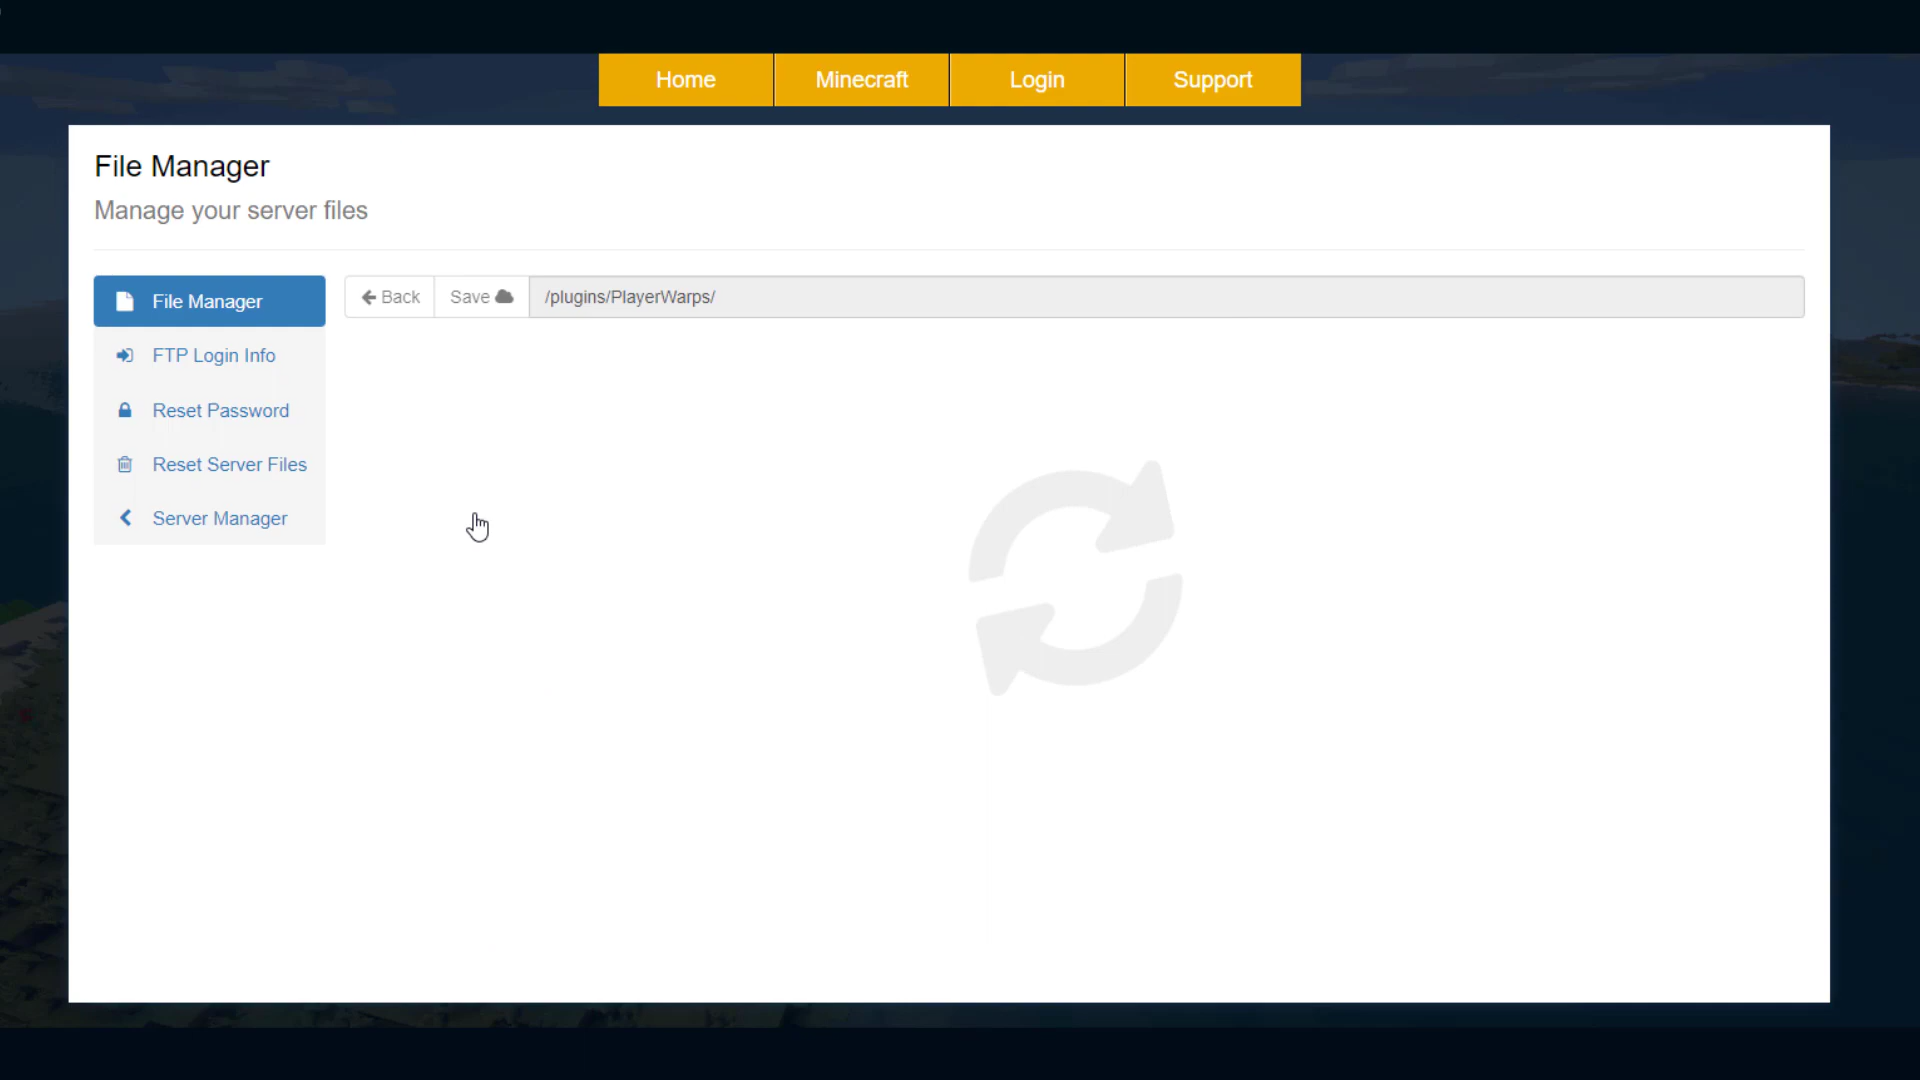 Home
Minecraft
Login
Support
File Manager
Manage your server files
File Manager
FTP Login Info
Reset Password
Reset Server Files
Server Manager
Back
Save
/plugins/PlayerWarps/